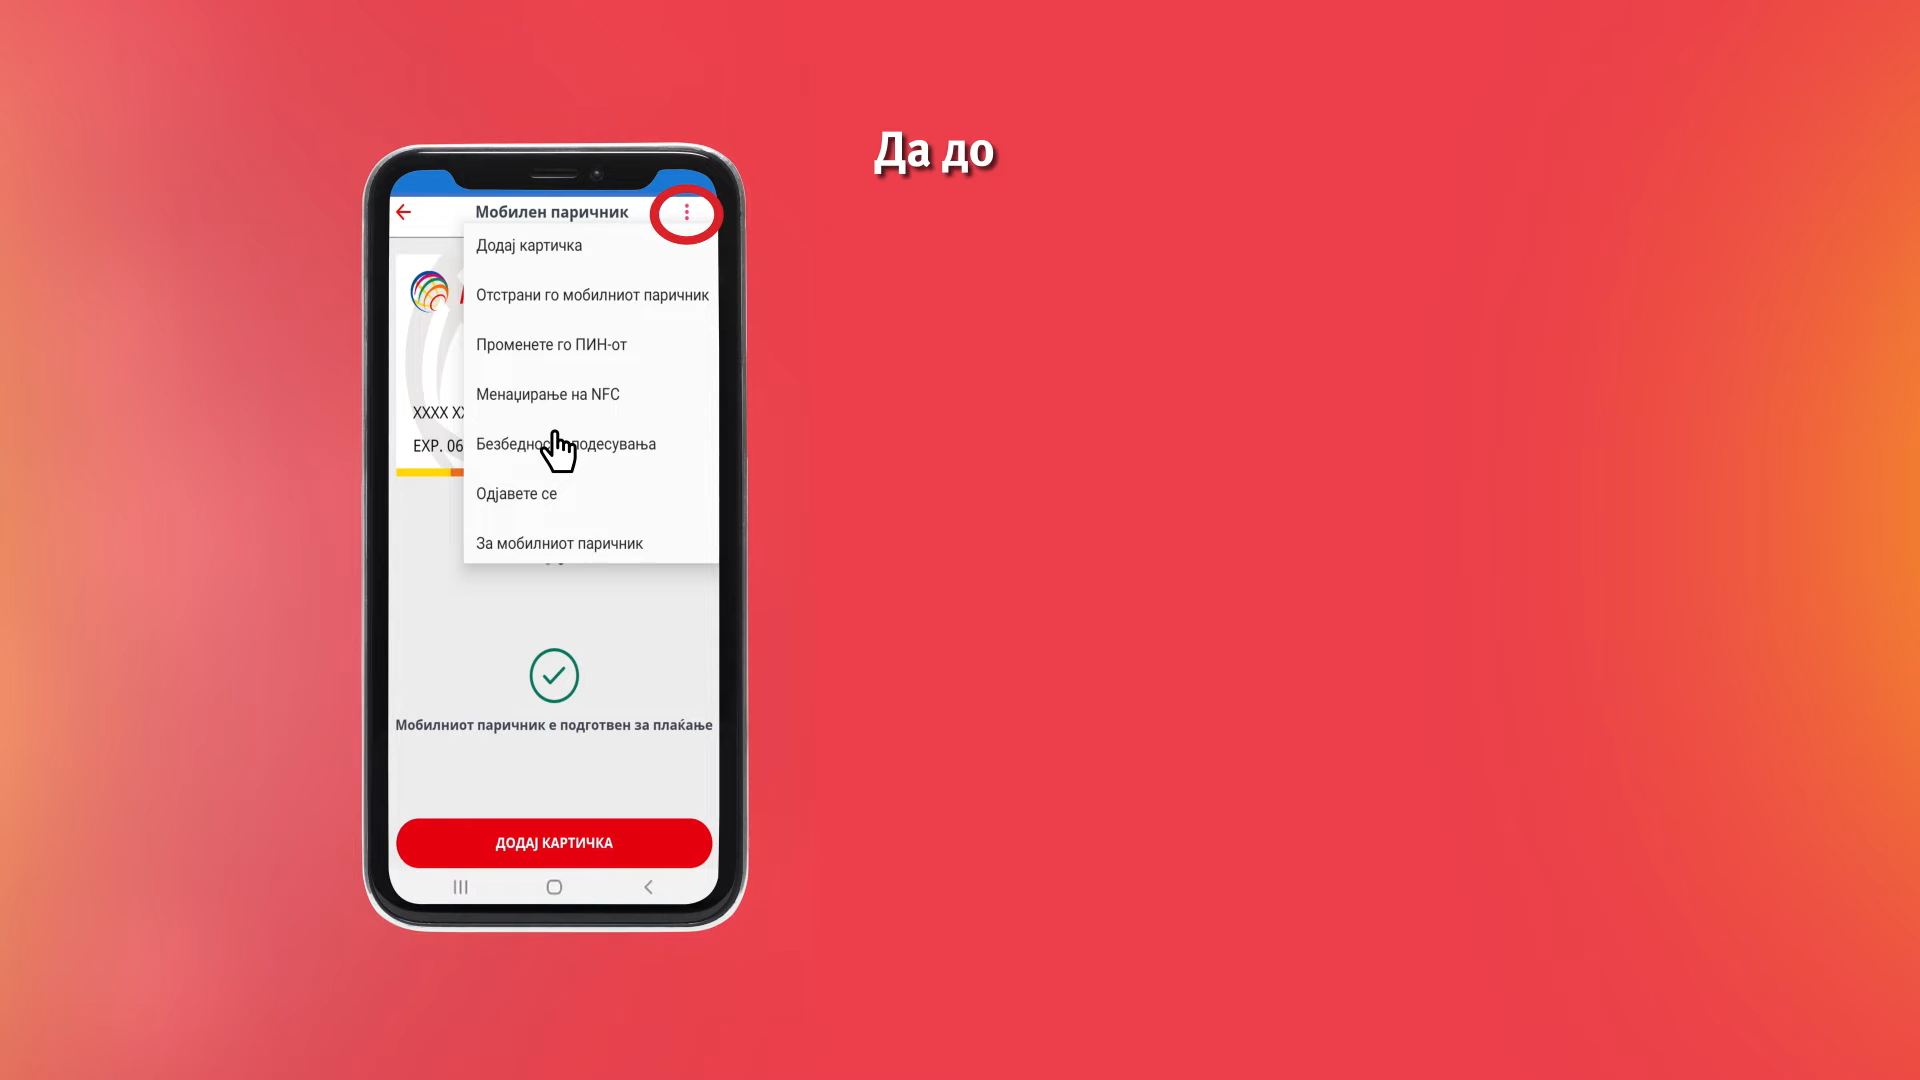 Да до
Мобилен паричник
Додај картичка
Отстрани го мобилниот паричник
Променете го ПИН-от
Менаџирање на NFC
XXXX XX
EXP. 06
подесувања
Одјавете се
За мобилниот паричник
Мобилниот паричник е подготвен за плаќање
ДОДАЈ КАРТИЧКА